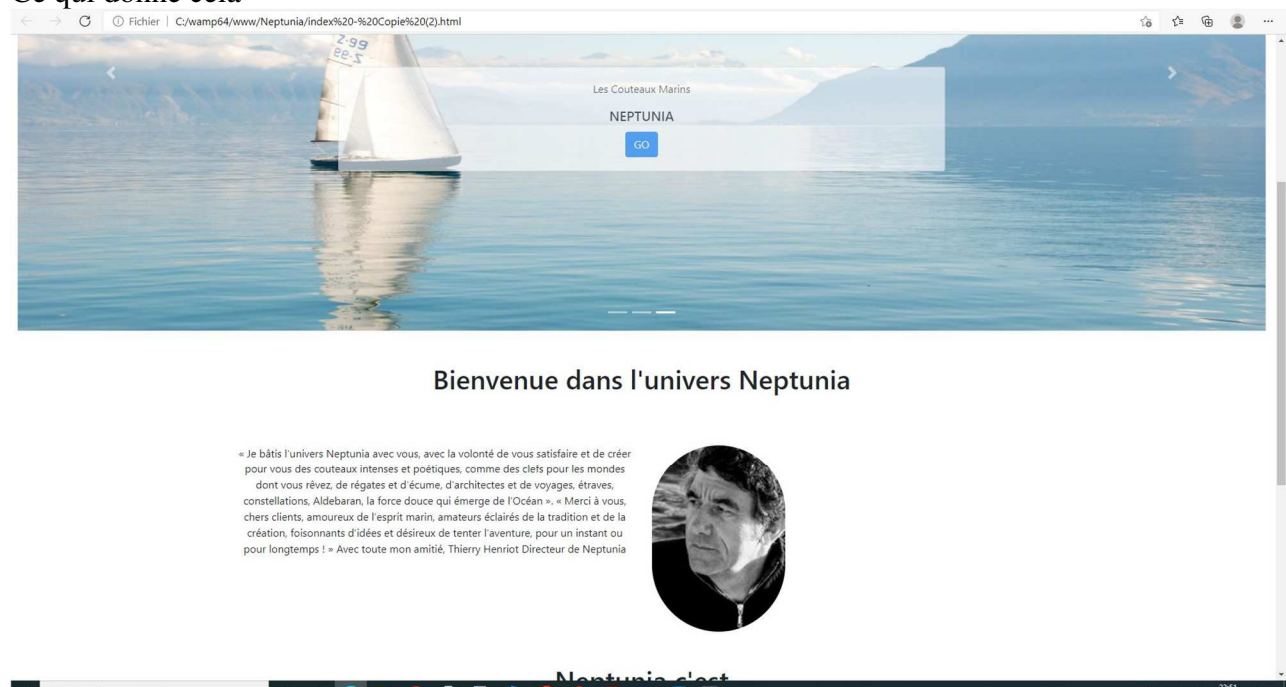 Ce qui donne cela
Fichier | C:/wamp64/www/Neptunia/index%20-%20Copie%20(2).html
Z-99
Les Couteaux Marins
NEPTUNIA
GO
Bienvenue dans l'univers Neptunia
« Je bâtis l'univers Neptunia avec vous, avec la volonté de vous satisfaire et de créer
pour vous des couteaux intenses et poétiques, comme des clefs pour les mondes
dont vous rêvez, de régates et d'écume, d'architectes et de voyages, étraves,
constellations, Aldebaran, la force douce qui émerge de l'Océan ». « Merci à vous,
chers clients, amoureux de l'esprit marin, amateurs éclairés de la tradition et de la
création, foisonnants d'idées et désireux de tenter l'aventure, pour un instant ou
pour longtemps ! » Avec toute mon amitié, Thierry Henriot Directeur de Neptunia
Neptunia c'est